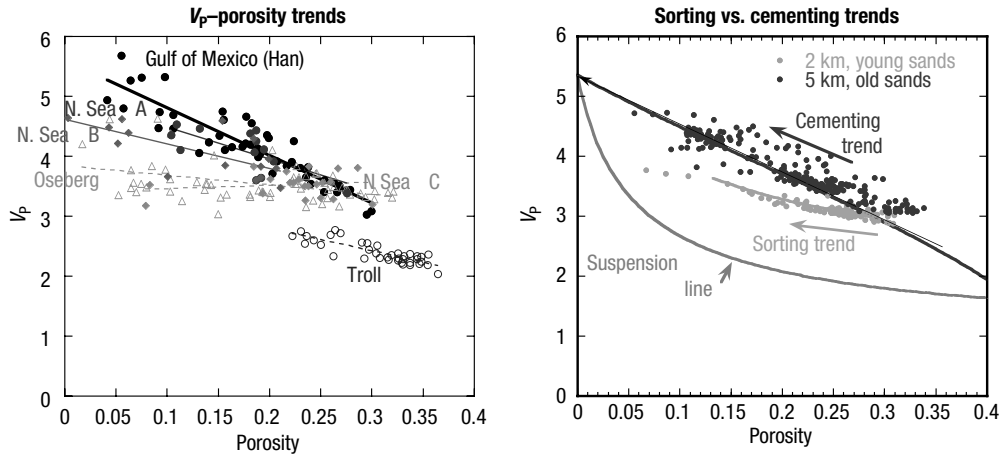 V_P–porosity trends
6
5
4
3
2
1
0
V_P
0
0.05
0.1
0.15
0.2
0.25
0.3
0.35
0.4
Porosity
Gulf of Mexico (Han)
N. Sea A
N. Sea B
Oseberg
N Sea C
Troll
Sorting vs. cementing trends
6
5
4
3
2
1
0
V_P
0
0.05
0.1
0.15
0.2
0.25
0.3
0.35
0.4
Porosity
2 km, young sands
5 km, old sands
Cementing
trend
Sorting trend
Suspension
line